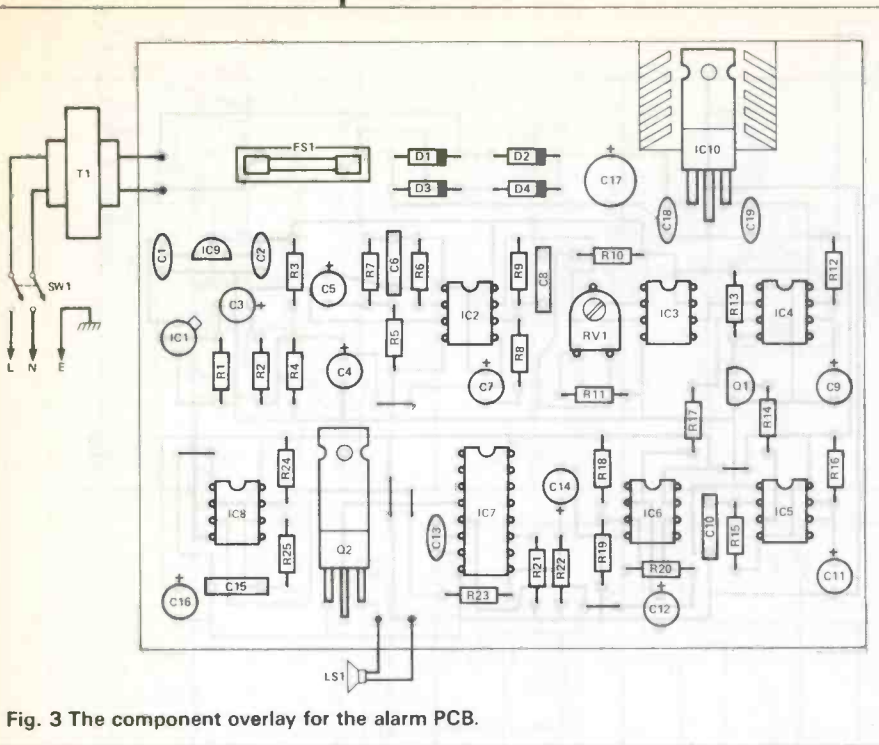 FS1
D1
D2
IC10
T1
D3
D4
C17
C18
C19
C1
IC9
C2
R3
C5
R7
C6
R6
R9
C8
R10
R12
SW1
C3
IC2
IC3
R13
IC4
IC1
R5
R8
RV1
L
N
E
R1
R2
R4
C4
C7
R11
Q1
C9
R17
R14
R24
R18
R16
C14
IC8
IC7
IC6
C10
IC5
Q2
C13
R15
R25
R21
R22
R19
R20
C11
C15
C16
R23
C12
LS1
Fig. 3 The component overlay for the alarm PCB.